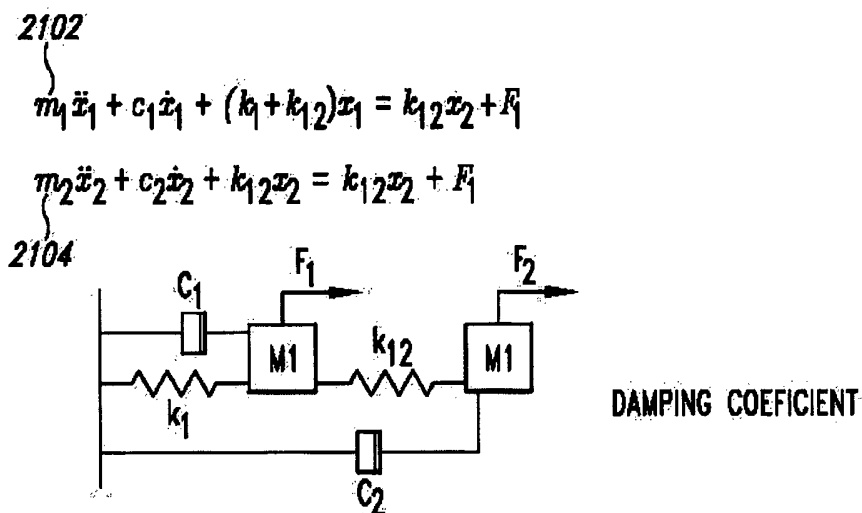 2102
m₁ẍ₁ + c₁ẋ₁ + (k₁+k₁₂)x₁ = k₁₂x₂+F₁
m₂ẍ₂ + c₂ẋ₂ + k₁₂x₂ = k₁₂x₂ + F₁
2104
F₁
F₂
C₁
M1
k₁₂
M1
k₁
DAMPING COEFICIENT
C₂